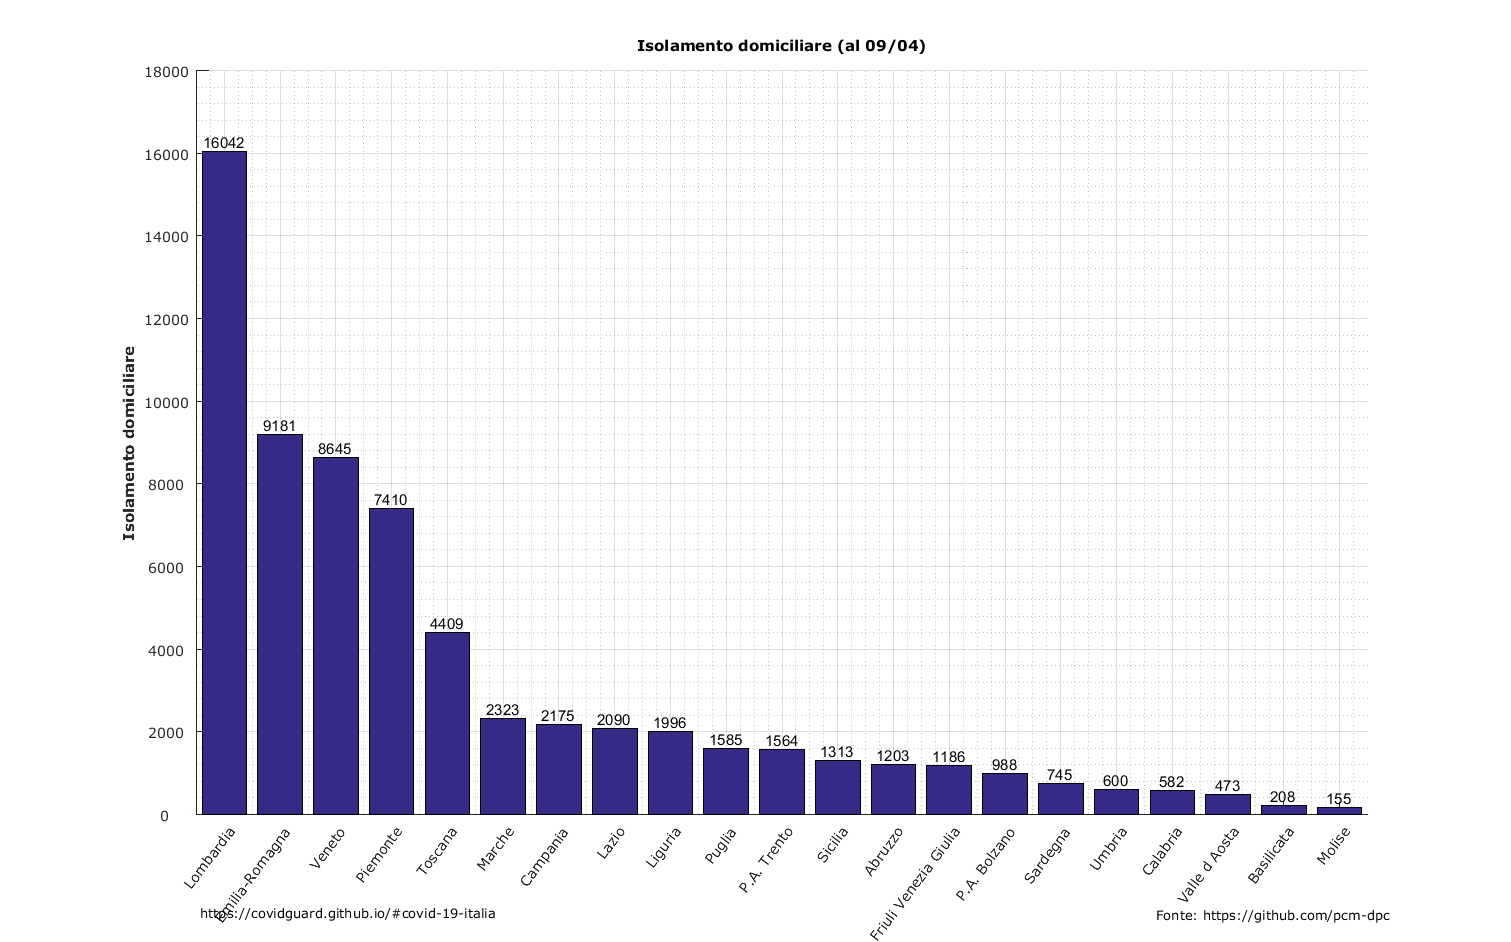 Isolamento domiciliare (al 09/04)
Isolamento domiciliare
18000
16000
14000
12000
10000
8000
6000
4000
2000
0
16042
9181
8645
7410
4409
2323
2175
2090
1996
1585
1564
1313
1203
1186
988
745
600
582
473
208
155
Lombardia
Emilia-Romagna
Veneto
Piemonte
Toscana
Marche
Campania
Lazio
Liguria
Puglia
P.A. Trento
Sicilia
Abruzzo
Friuli Venezia Giulia
P.A. Bolzano
Sardegna
Umbria
Calabria
Valle d Aosta
Basilicata
Molise
https://covidguard.github.io/#covid-19-italia
Fonte: https://github.com/pcm-dpc